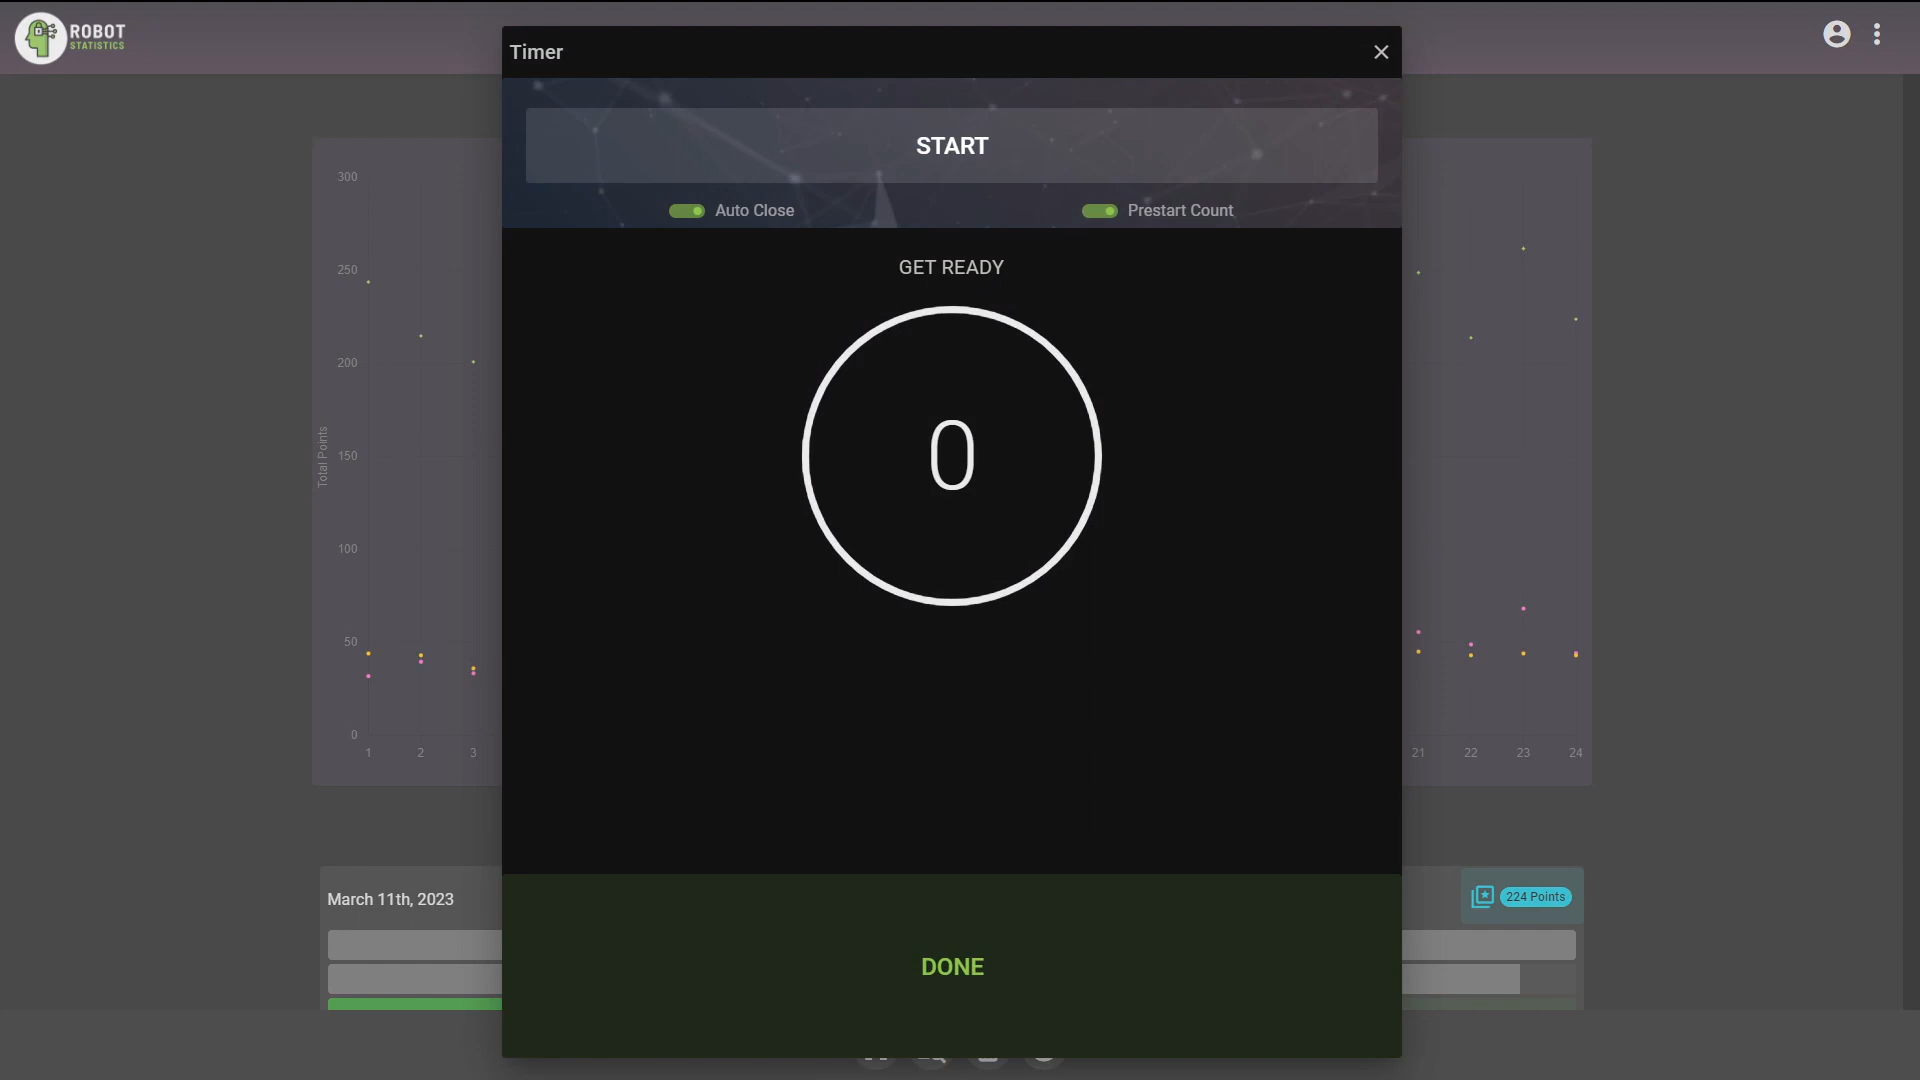 ROBOT
STATISTICS
Timer
START
Auto Close
Prestart Count
GET READY
0
Total Points
300
250
200
150
100
50
0
1 2 3
21 22 23 24
March 11th, 2023
224 Points
DONE